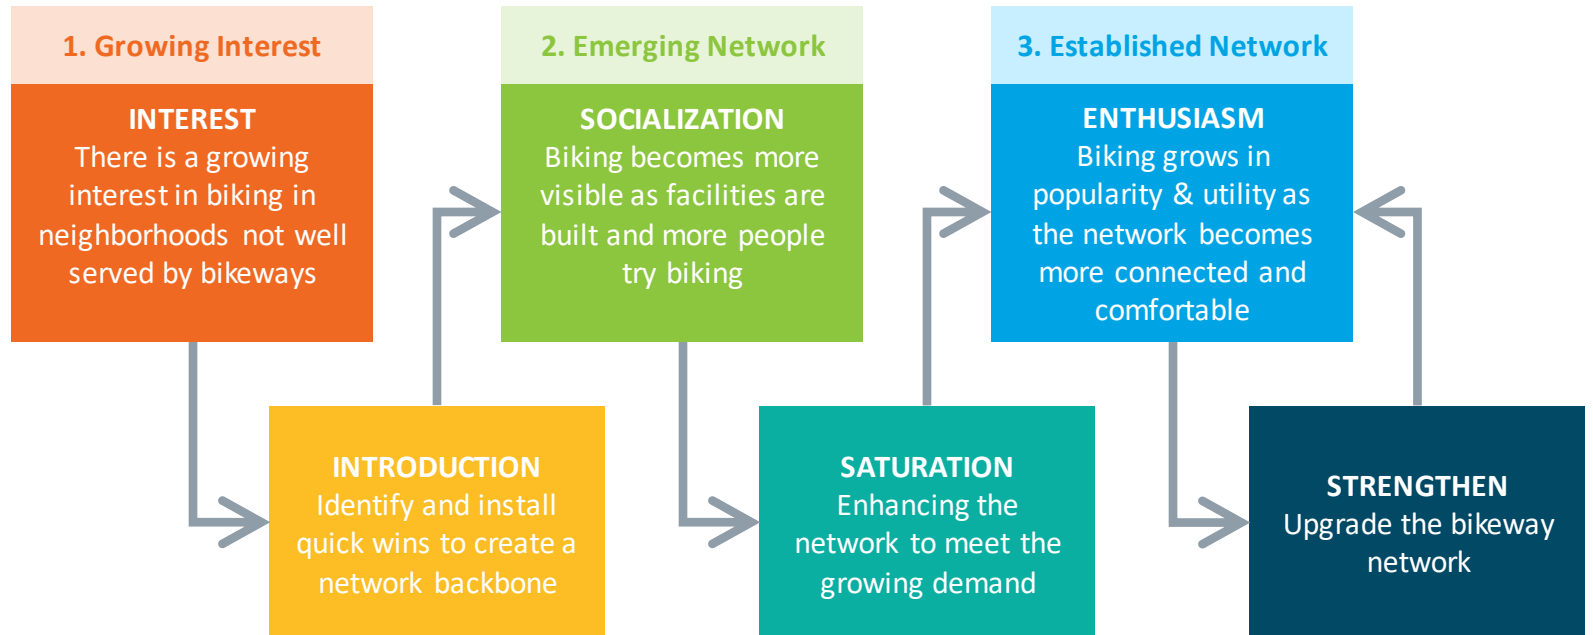 1. Growing Interest
INTEREST
There is a growing
interest in biking in
neighborhoods not well
served by bikeways
INTRODUCTION
Identify and install
quick wins to create a
network backbone
2. Emerging Network
SOCIALIZATION
Biking becomes more
visible as facilities are
built and more people
try biking
SATURATION
Enhancing the
network to meet the
growing demand
3. Established Network
ENTHUSIASM
Biking grows in
popularity & utility as
the network becomes
more connected and
comfortable
STRENGTHEN
Upgrade the bikeway
network